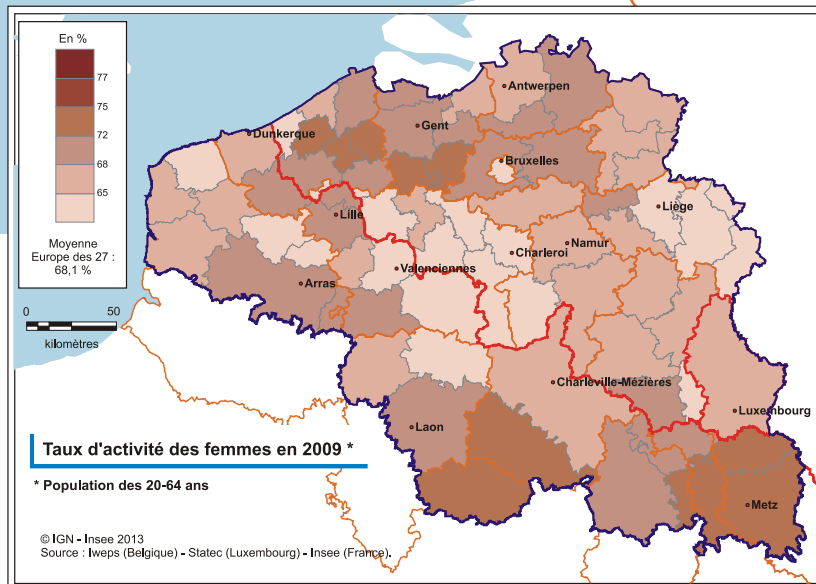 En %
77
75
72
68
65
Moyenne
Europe des 27 :
68,1 %
0 50
kilomètres
Antwerpen
Dunkerque
Gent
Bruxelles
Lille
Liège
Namur
Charleroi
Valenciennes
Arras
Charleville-Mézières
Luxembourg
Laon
Metz
Taux d'activité des femmes en 2009 *
* Population des 20-64 ans
© IGN - Insee 2013
Source : Iweps (Belgique) - Statec (Luxembourg) - Insee (France).